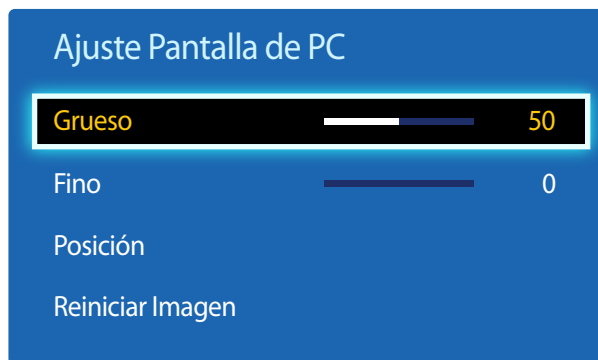 Ajuste Pantalla de PC
Grueso 50
Fino 0
Posición
Reiniciar Imagen